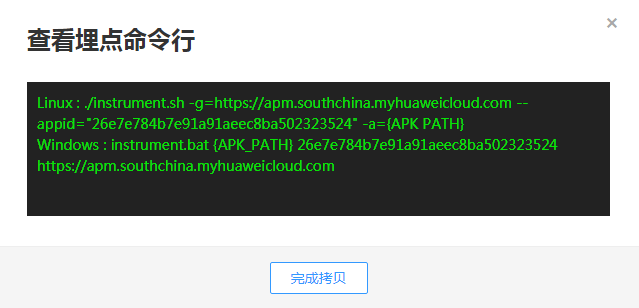 查看埋点命令行
×
Linux : ./instrument.sh -g=https://apm.southchina.myhuaweicloud.com --
appid="26e7e784b7e91a91aeec8ba502323524" -a={APK PATH}
Windows : instrument.bat {APK_PATH} 26e7e784b7e91a91aeec8ba502323524
https://apm.southchina.myhuaweicloud.com
完成拷贝